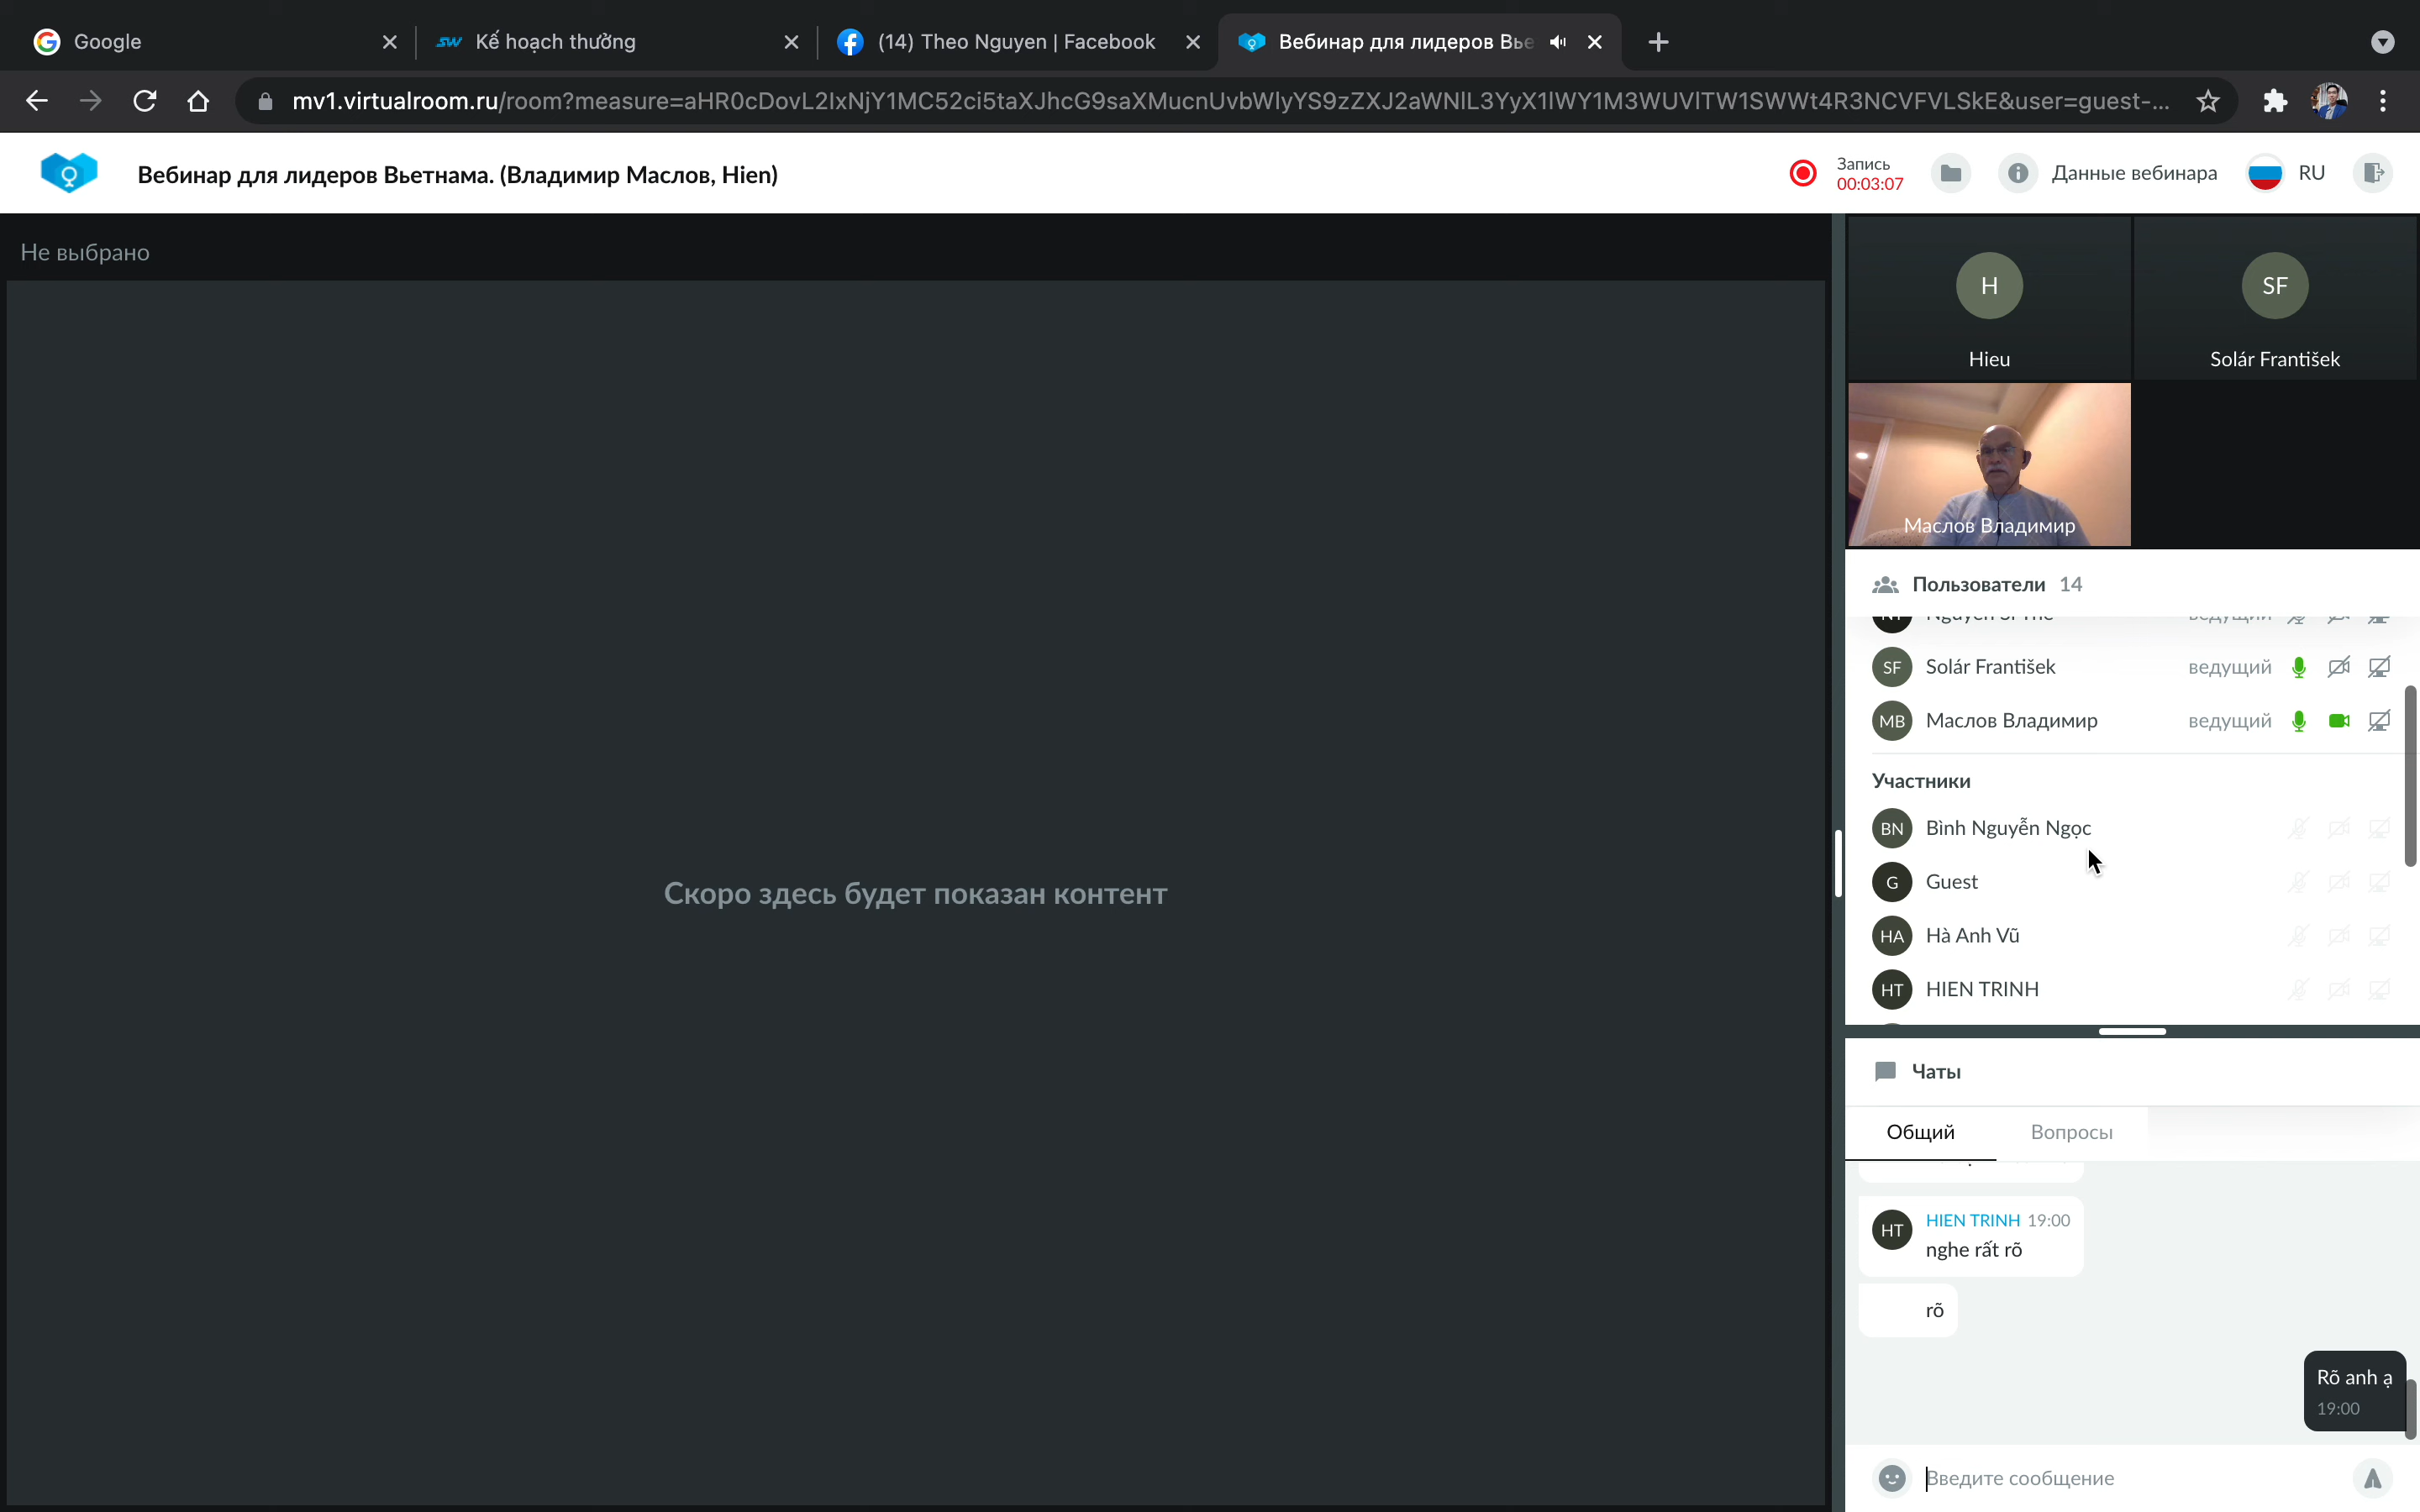 Google
SW Kế hoạch thưởng
(14) Theo Nguyen | Facebook
Вебинар для лидеров Вье
mv1.virtualroom.ru/room?measure=aHR0cDovL2IxNjY1MC52ci5taXJhcG9saXMucnUvbWlyYS9zZXJ2aWNlL3YyX1lWY1M3WUVlTW1SWWt4R3NCVFVLSkE&user=guest-...
Вебинар для лидеров Вьетнама. (Владимир Маслов, Hien)
Запись
00:03:07
Данные вебинара
RU
Не выбрано
Скоро здесь будет показан контент
H
Hieu
SF
Solár František
Маслов Владимир
Пользователи 14
SF Solár František ведущий
МВ Маслов Владимир ведущий
Участники
BN Bình Nguyễn Ngọc
G Guest
HA Hà Anh Vũ
HT HIEN TRINH
Чаты
Общий Вопросы
HT HIEN TRINH 19:00
nghe rất rõ
rõ
Rõ anh ạ
19:00
Введите сообщение